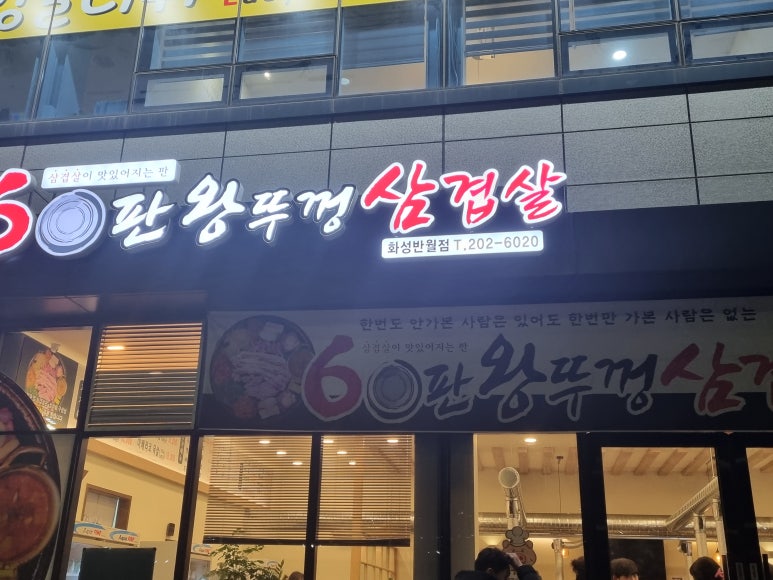 삼겹살이 맛있어지는 판
60판왕뚜껑삼겹살
화성반월점 T.202-6020
한번도 안가본 사람은 있어도 한번만 가본 사람은 없는
삼겹살이 맛있어지는 판
60판왕뚜껑삼겹